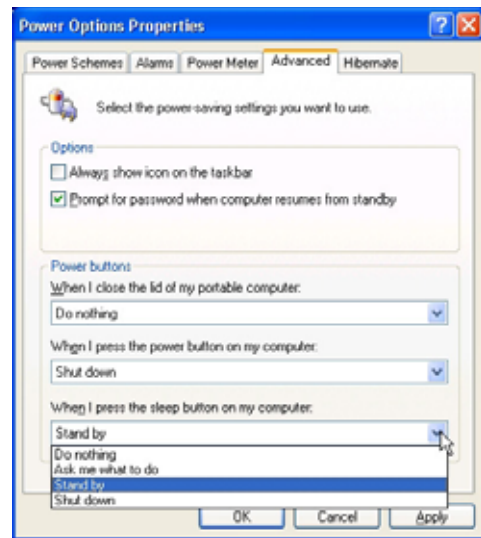 Power Options Properties
Power Schemes Alarms Power Meter Advanced Hibernate
Select the power-saving settings you want to use.
Options
Always show icon on the taskbar
Prompt for password when computer resumes from standby
Power buttons
When I close the lid of my portable computer:
Do nothing
When I press the power button on my computer:
Shut down
When I press the sleep button on my computer:
Stand by
Do nothing
Ask me what to do
Stand by
Shut down
OK Cancel Apply